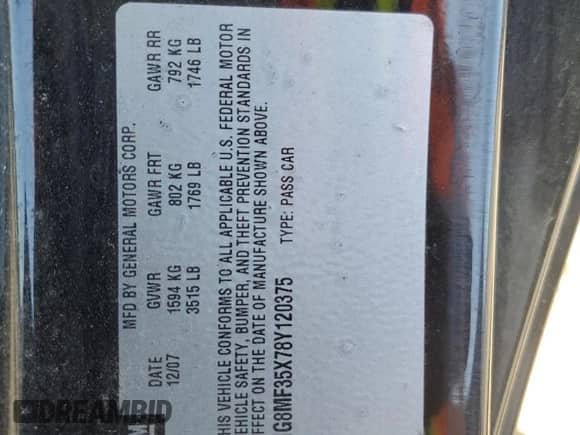 MFD BY GENERAL MOTORS CORP.
DATE GVWR GAWR FRT GAWR RR
12/07 1594 KG 802 KG 792 KG
3515 LB 1769 LB 1746 LB
HIS VEHICLE CONFORMS TO ALL APPLICABLE U.S. FEDERAL MOTOR
EHICLE SAFETY, BUMPER, AND THEFT PREVENTION STANDARDS IN
EFFECT ON THE DATE OF MANUFACTURE SHOWN ABOVE.
G8MF35X78Y120375 TYPE: PASS CAR
DREAMBID